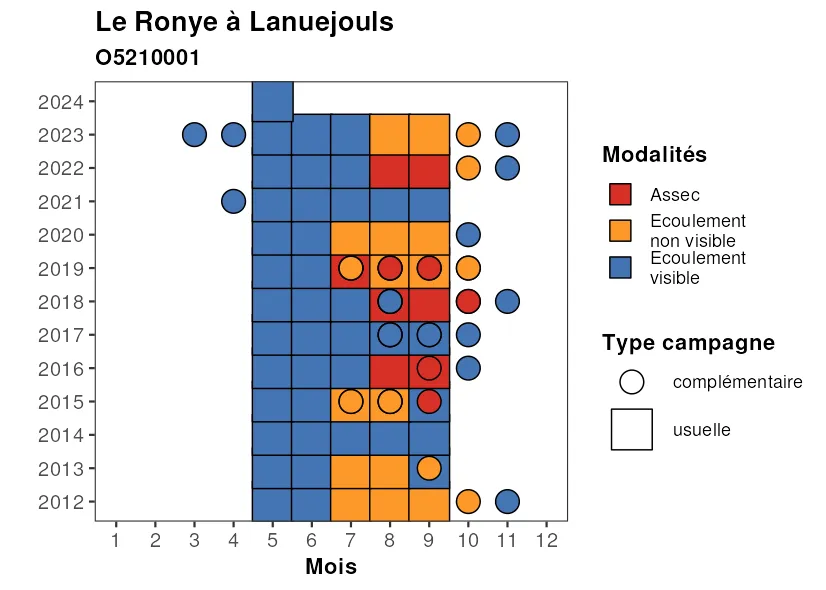 Le Ronye à Lanuejouls
O5210001
2024
2023
2022
2021
2020
2019
2018
2017
2016
2015
2014
2013
2012
1 2 3 4 5 6 7 8 9 10 11 12
Mois
Modalités
Assec
Ecoulement
non visible
Ecoulement
visible
Type campagne
complémentaire
usuelle